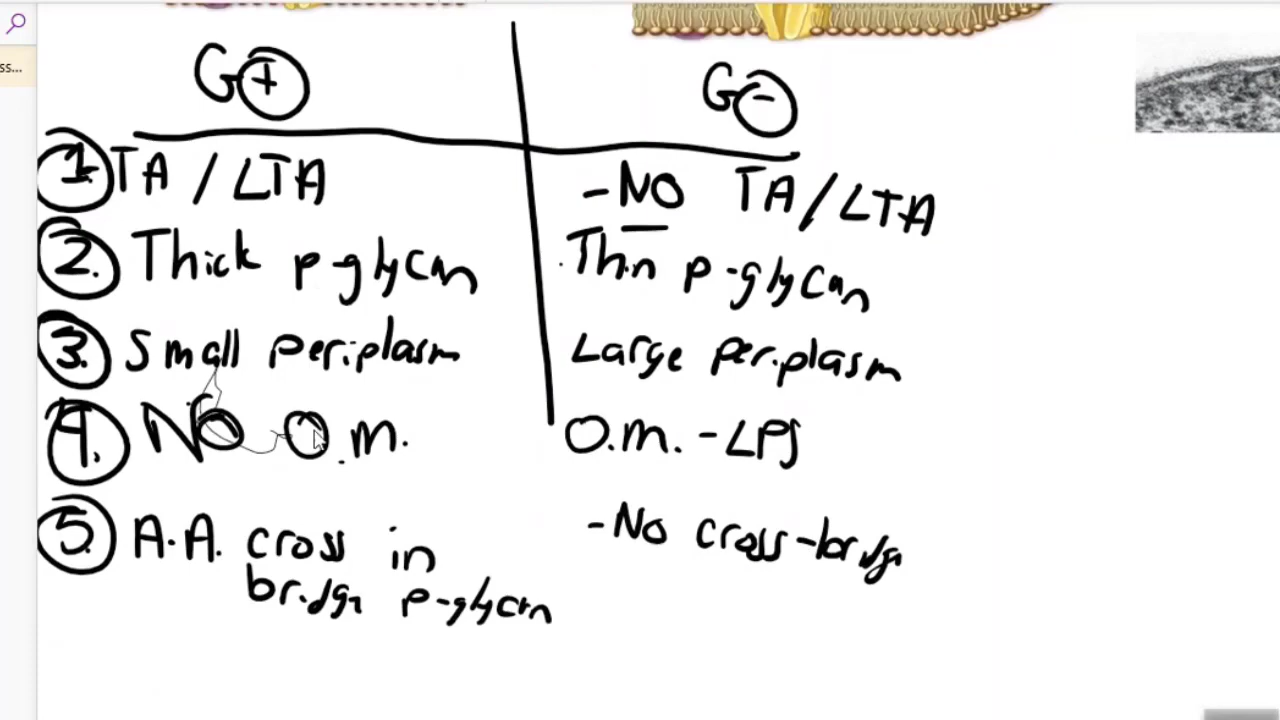 ss...
G+
G-
1. TA / LTA
- NO TA/LTA
2. Thick p-glycan
Thin p-glycan
3. Small periplasm
Large periplasm
4. NO O.m.
O.m. - LPS
5. A.A. cross in
- No cross-bridge
bridge p-glycan